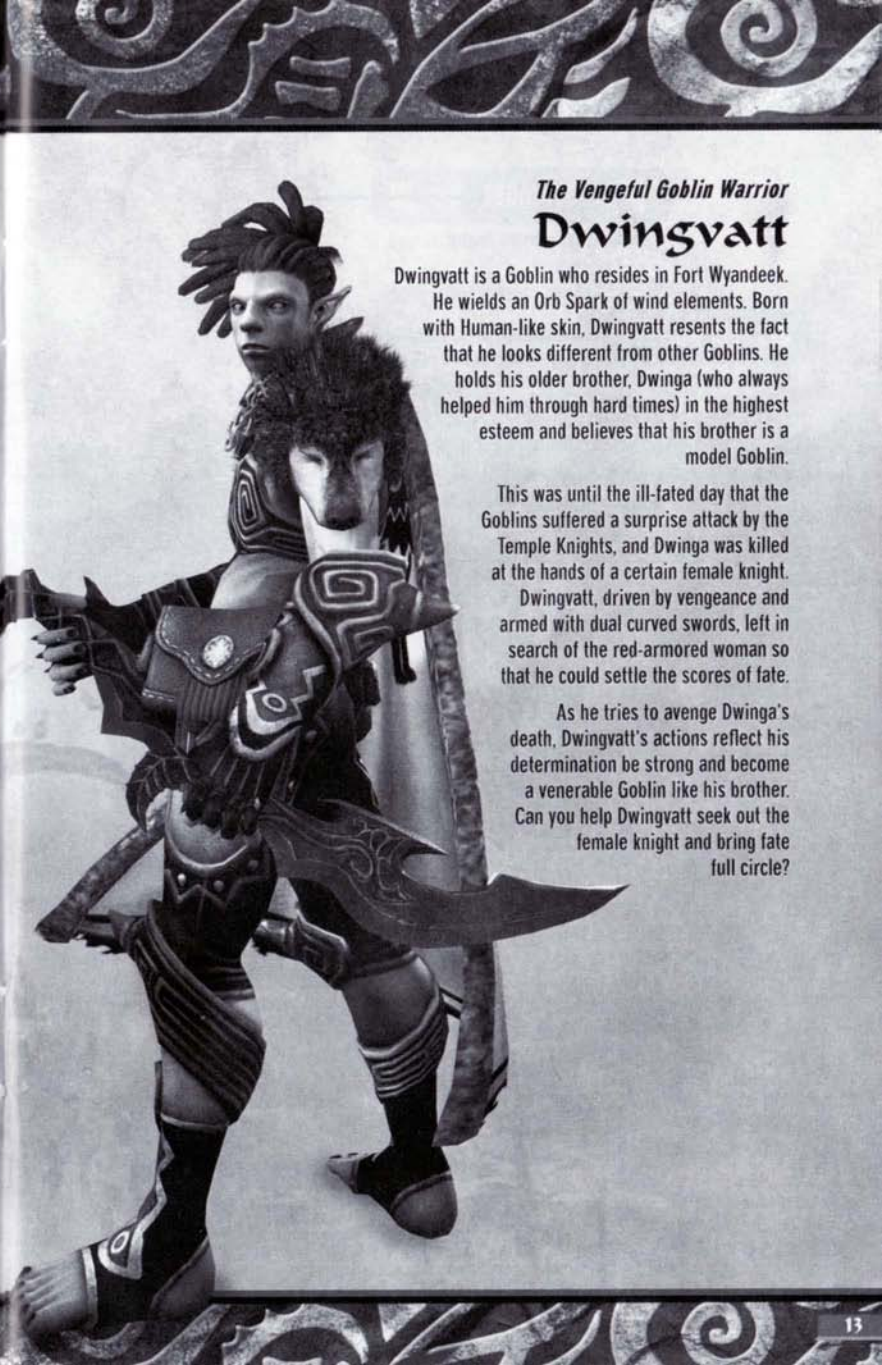 The Vengeful Goblin Warrior
Dwingvatt
Dwingvatt is a Goblin who resides in Fort Wyandeek.
He wields an Orb Spark of wind elements. Born
with Human-like skin, Dwingvatt resents the fact
that he looks different from other Goblins. He
holds his older brother, Dwinga (who always
helped him through hard times) in the highest
esteem and believes that his brother is a
model Goblin.
This was until the ill-fated day that the
Goblins suffered a surprise attack by the
Temple Knights, and Dwinga was killed
at the hands of a certain female knight.
Dwingvatt, driven by vengeance and
armed with dual curved swords, left in
search of the red-armored woman so
that he could settle the scores of fate.
As he tries to avenge Dwinga's
death, Dwingvatt's actions reflect his
determination be strong and become
a venerable Goblin like his brother.
Can you help Dwingvatt seek out the
female knight and bring fate
full circle?
13